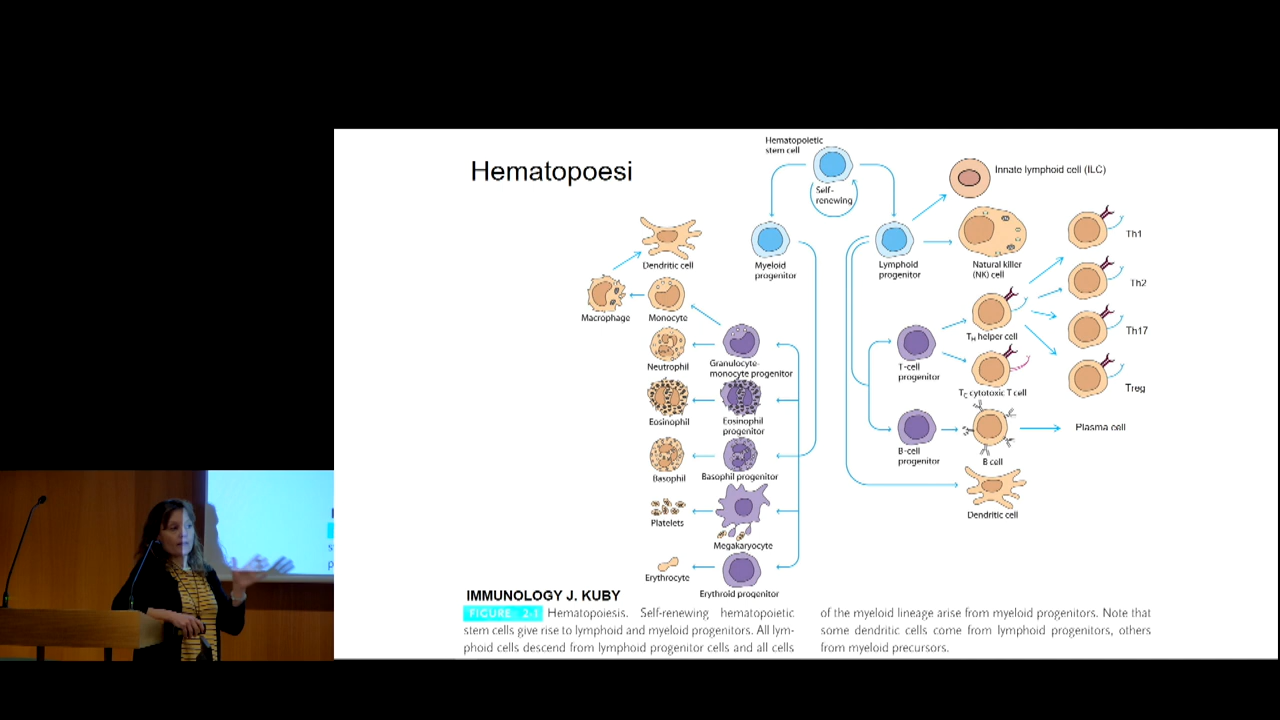 Hematopoesi
Hematopoietic
stem cell
Self-
renewing
Innate lymphoid cell (ILC)
Dendritic cell
Myeloid
progenitor
Lymphoid
progenitor
Natural killer
(NK) cell
Th1
Th2
Th17
Treg
Macrophage
Monocyte
Granulocyte-
monocyte progenitor
Neutrophil
TH helper cell
T-cell
progenitor
TC cytotoxic T cell
Eosinophil
Eosinophil
progenitor
B-cell
progenitor
B cell
Plasma cell
Basophil
Basophil progenitor
Dendritic cell
Platelets
Megakaryocyte
Erythrocyte
Erythroid progenitor
IMMUNOLOGY J. KUBY
FIGURE 2-1 Hematopoiesis. Self-renewing hematopoietic
stem cells give rise to lymphoid and myeloid progenitors. All lym-
phoid cells descend from lymphoid progenitor cells and all cells
of the myeloid lineage arise from myeloid progenitors. Note that
some dendritic cells come from lymphoid progenitors, others
from myeloid precursors.